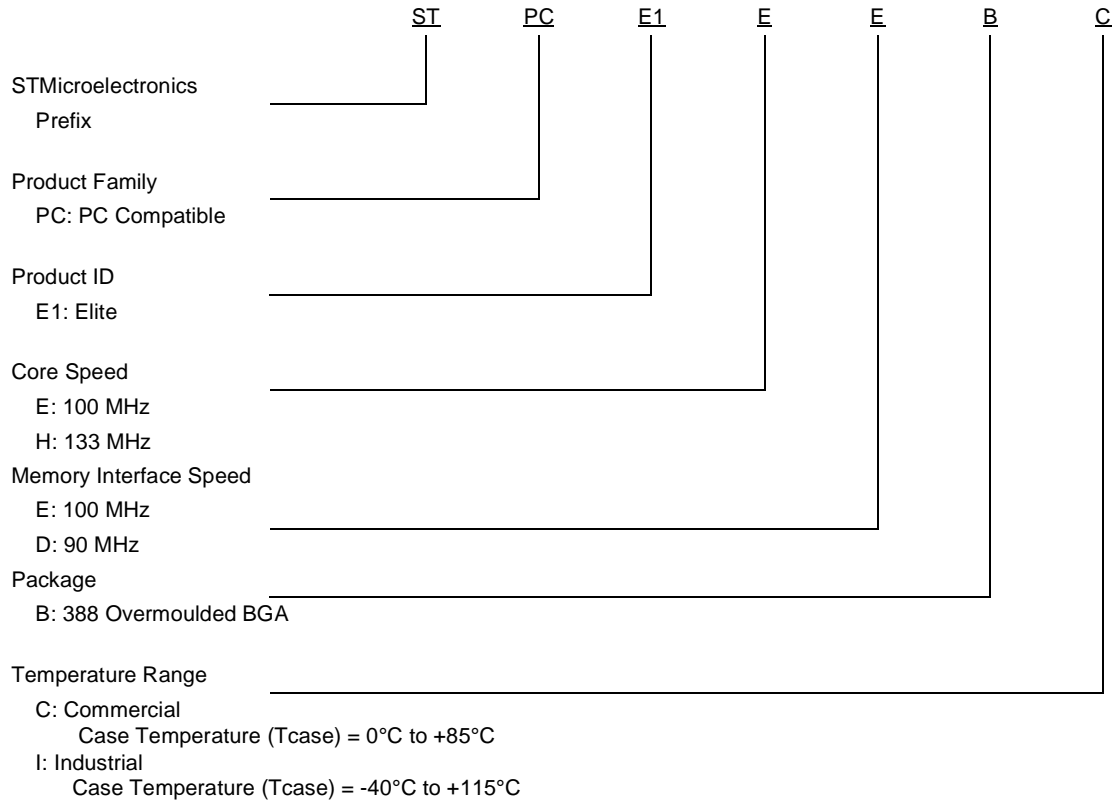 ST PC E1 E E B C
STMicroelectronics
Prefix
Product Family
PC: PC Compatible
Product ID
E1: Elite
Core Speed
E: 100 MHz
H: 133 MHz
Memory Interface Speed
E: 100 MHz
D: 90 MHz
Package
B: 388 Overmoulded BGA
Temperature Range
C: Commercial
Case Temperature (Tcase) = 0°C to +85°C
I: Industrial
Case Temperature (Tcase) = -40°C to +115°C